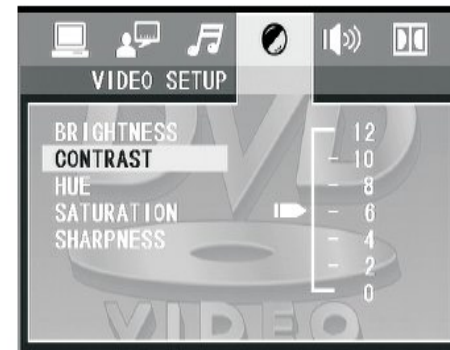 VIDEO SETUP
BRIGHTNESS
CONTRAST
HUE
SATURATION
SHARPNESS
12
10
8
6
4
2
0
DVD
VIDEO